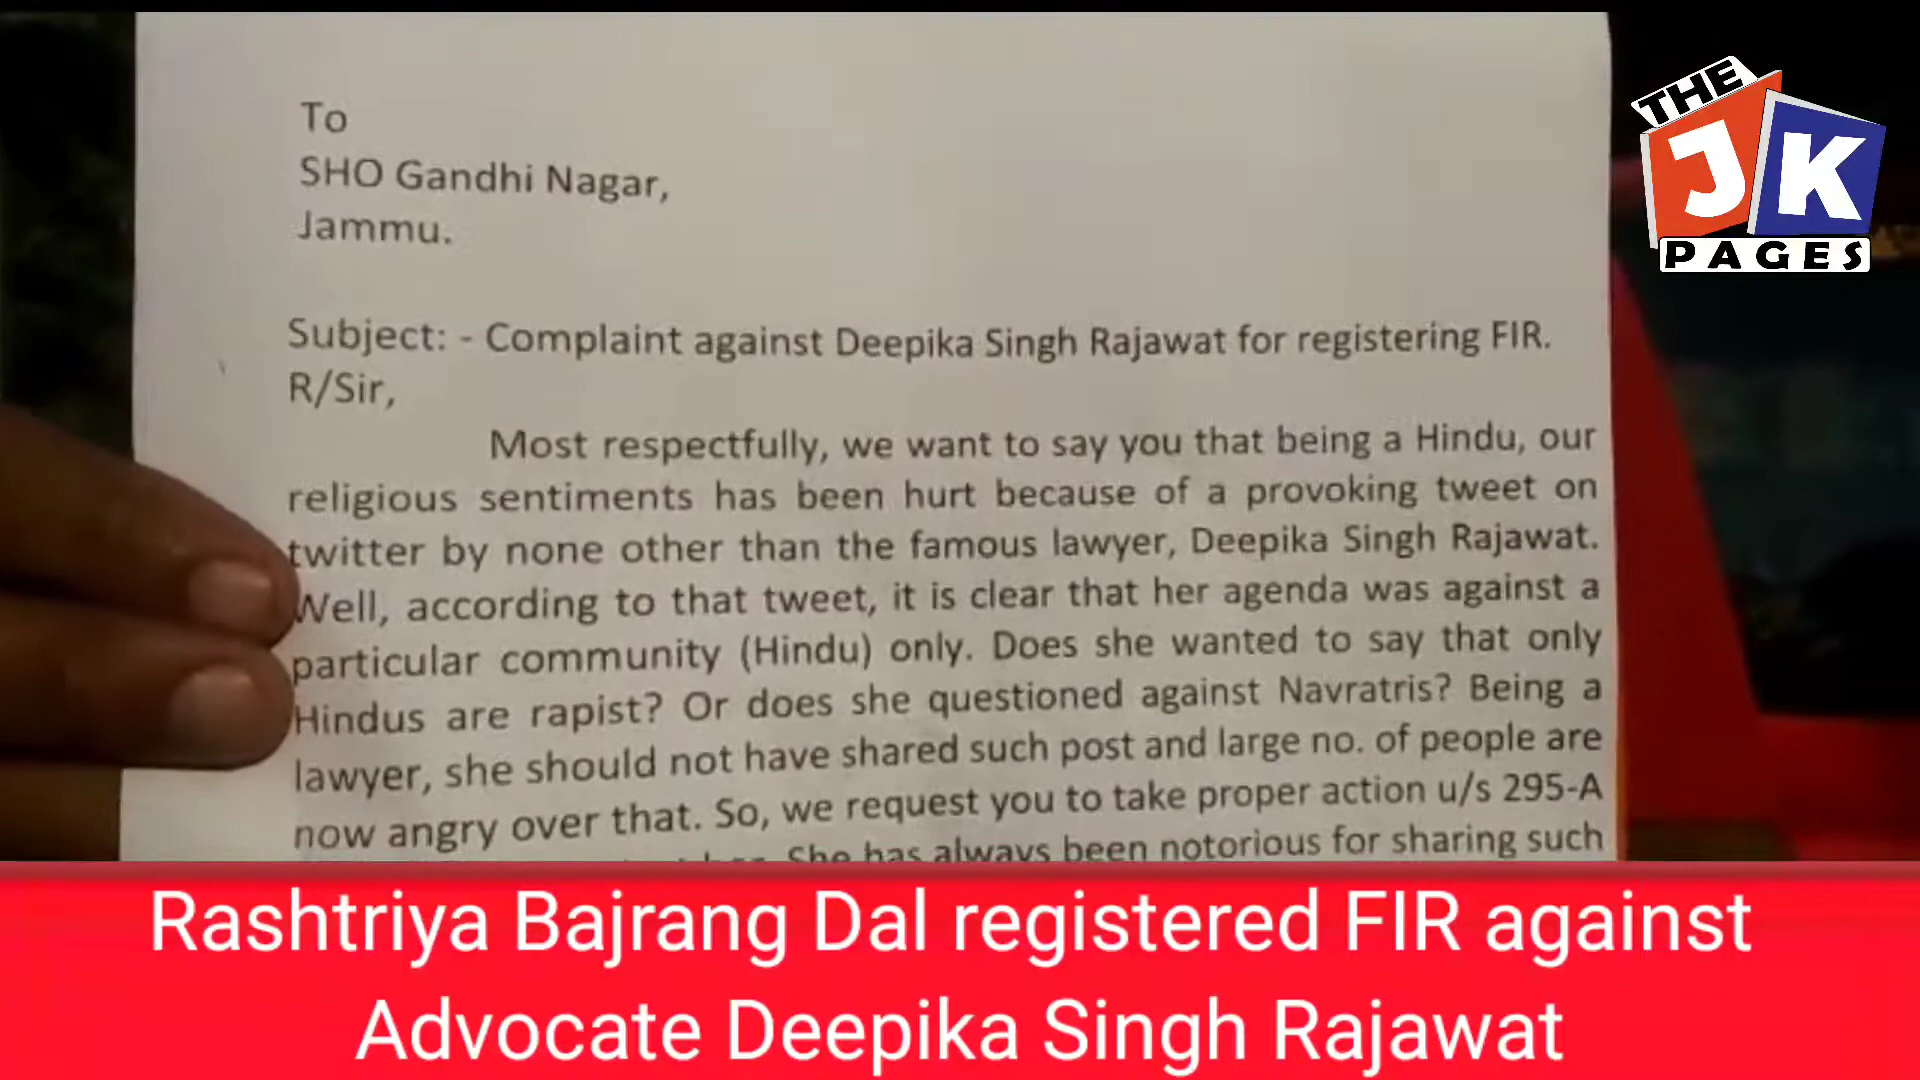 To
SHO Gandhi Nagar,
Jammu.
THE
JK
PAGES
Subject: - Complaint against Deepika Singh Rajawat for registering FIR.
R/Sir,
Most respectfully, we want to say you that being a Hindu, our
religious sentiments has been hurt because of a provoking tweet on
twitter by none other than the famous lawyer, Deepika Singh Rajawat.
Well, according to that tweet, it is clear that her agenda was against a
particular community (Hindu) only. Does she wanted to say that only
Hindus are rapist? Or does she questioned against Navratris? Being a
lawyer, she should not have shared such post and large no. of people are
now angry over that. So, we request you to take proper action u/s 295-A
She has always been notorious for sharing such
Rashtriya Bajrang Dal registered FIR against
Advocate Deepika Singh Rajawat